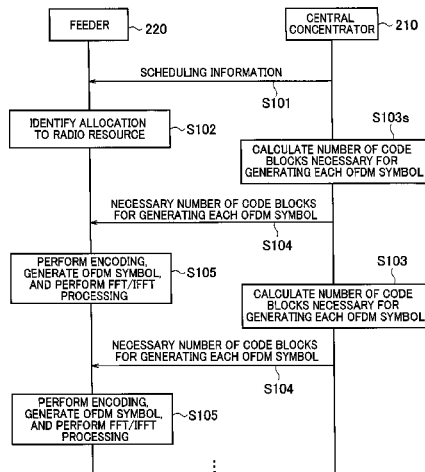 FEEDER
220
CENTRAL
CONCENTRATOR
210
SCHEDULING INFORMATION
S101
IDENTIFY ALLOCATION
TO RADIO RESOURCE
S102
S103s
CALCULATE NUMBER OF CODE
BLOCKS NECESSARY FOR
GENERATING EACH OFDM SYMBOL
NECESSARY NUMBER OF CODE BLOCKS
FOR GENERATING EACH OFDM SYMBOL
S104
PERFORM ENCODING,
GENERATE OFDM SYMBOL,
AND PERFORM FFT/IFFT
PROCESSING
S105
S103
CALCULATE NUMBER OF CODE
BLOCKS NECESSARY FOR
GENERATING EACH OFDM SYMBOL
NECESSARY NUMBER OF CODE BLOCKS
FOR GENERATING EACH OFDM SYMBOL
S104
PERFORM ENCODING,
GENERATE OFDM SYMBOL,
AND PERFORM FFT/IFFT
PROCESSING
S105